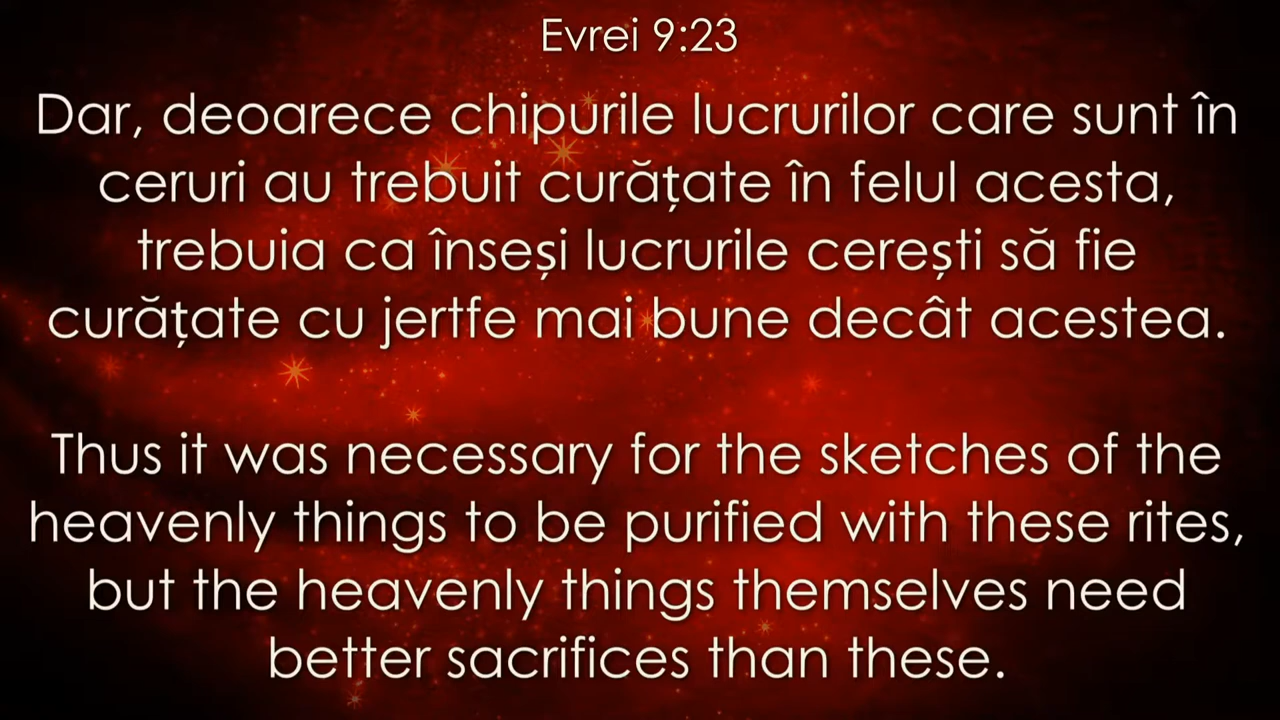 Evrei 9:23
Dar, deoarece chipurile lucrurilor care sunt în
ceruri au trebuit curățate în felul acesta,
trebuia ca înseși lucrurile cerești să fie
curățate cu jertfe mai bune decât acestea.
Thus it was necessary for the sketches of the
heavenly things to be purified with these rites,
but the heavenly things themselves need
better sacrifices than these.